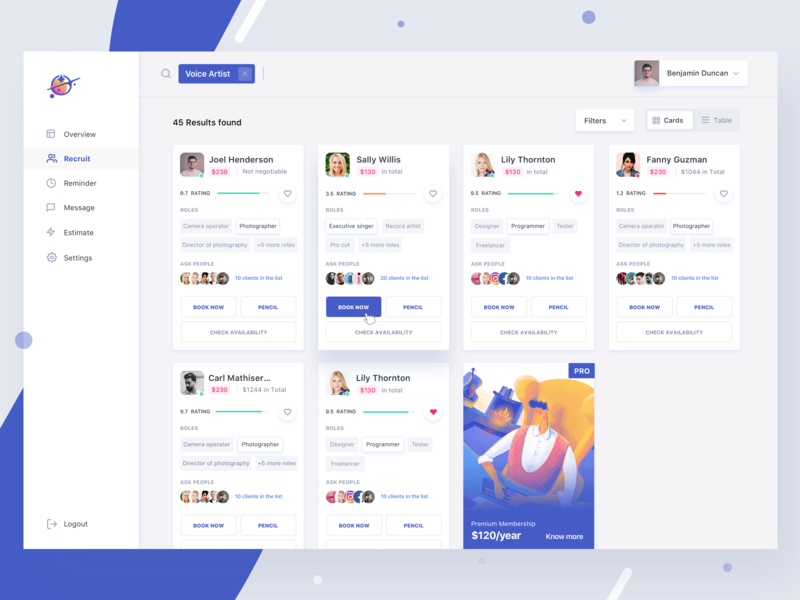 Voice Artist
Benjamin Duncan
Overview
Recruit
Reminder
Message
Estimate
Settings
Logout
45 Results found
Filters
Cards
Table
Joel Henderson
$230
Not negotiable
9.7 RATING
ROLES
Camera operator
Photographer
Director of photography
+5 more roles
ASK PEOPLE
+6
10 clients in the list
BOOK NOW
PENCIL
CHECK AVAILABILITY
Sally Willis
$130
in total
3.5 RATING
ROLES
Executive singer
Record artist
Pro cut
+6 more roles
ASK PEOPLE
+16
20 clients in the list
BOOK NOW
PENCIL
CHECK AVAILABILITY
Lily Thornton
$130
in total
9.5 RATING
ROLES
Designer
Programmer
Tester
Freelancer
ASK PEOPLE
+6
10 clients in the list
BOOK NOW
PENCIL
CHECK AVAILABILITY
Fanny Guzman
$230
$1044 in Total
1.2 RATING
ROLES
Camera operator
Photographer
Director of photography
+5 more roles
ASK PEOPLE
+6
10 clients in the list
BOOK NOW
PENCIL
CHECK AVAILABILITY
Carl Mathiser...
$230
$1244 in Total
9.7 RATING
ROLES
Camera operator
Photographer
Director of photography
+5 more roles
ASK PEOPLE
+6
10 clients in the list
BOOK NOW
PENCIL
Lily Thornton
$130
in total
9.5 RATING
ROLES
Designer
Programmer
Tester
Freelancer
ASK PEOPLE
+6
10 clients in the list
BOOK NOW
PENCIL
PRO
Premium Membership
$120/year
Know more